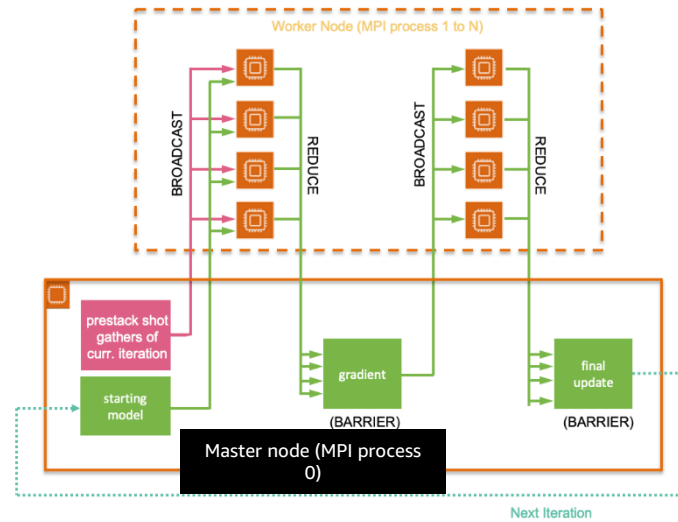 Worker Node (MPI process 1 to N)
BROADCAST
REDUCE
BROADCAST
REDUCE
prestack shot
gathers of
curr. iteration
starting
model
gradient
(BARRIER)
final
update
(BARRIER)
Master node (MPI process
0)
Next Iteration